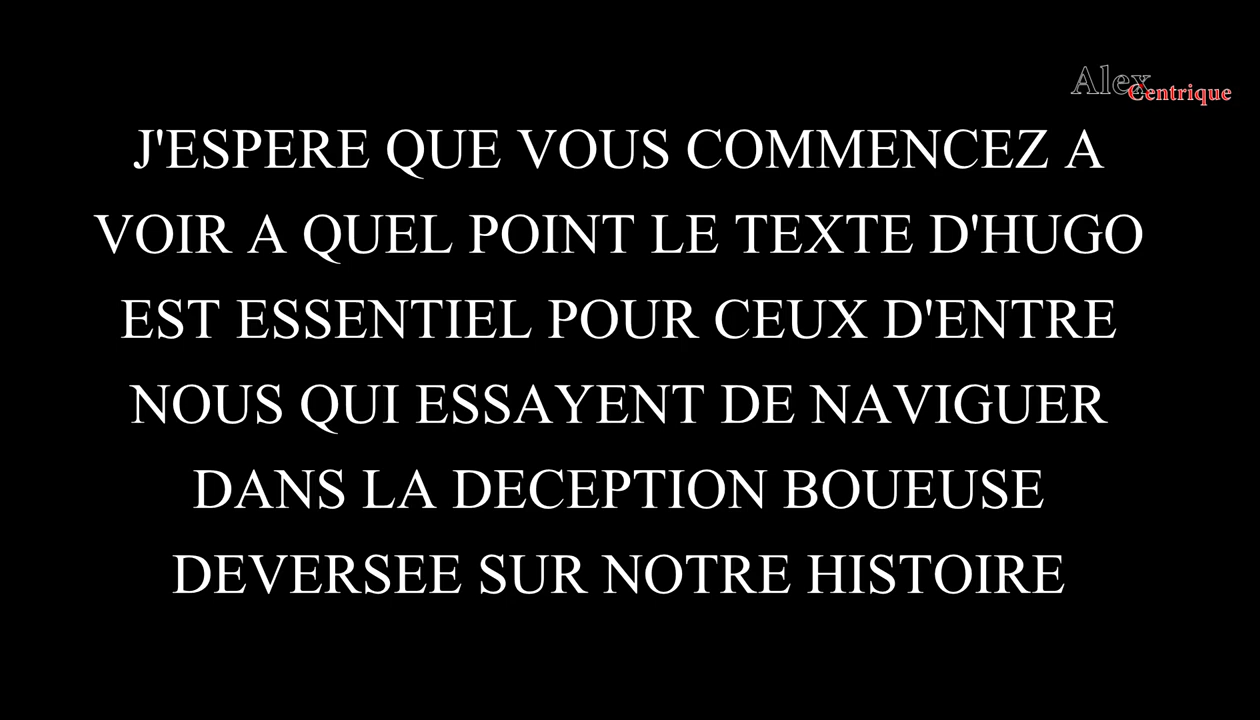 Alex
Centrique
J'ESPERE QUE VOUS COMMENCEZ A
VOIR A QUEL POINT LE TEXTE D'HUGO
EST ESSENTIEL POUR CEUX D'ENTRE
NOUS QUI ESSAYENT DE NAVIGUER
DANS LA DECEPTION BOUEUSE
DEVERSEE SUR NOTRE HISTOIRE